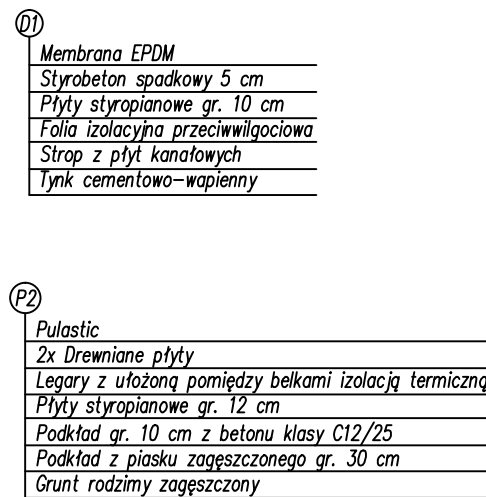 D1
Membrana EPDM
Styrobeton spadkowy 5 cm
Płyty styropianowe gr. 10 cm
Folia izolacyjna przeciwwilgociowa
Strop z płyt kanałowych
Tynk cementowo-wapienny
P2
Pulastic
2x Drewniane płyty
Legary z ułożoną pomiędzy belkami izolacją termiczną
Płyty styropianowe gr. 12 cm
Podkład gr. 10 cm z betonu klasy C12/25
Podkład z piasku zagęszczonego gr. 30 cm
Grunt rodzimy zagęszczony